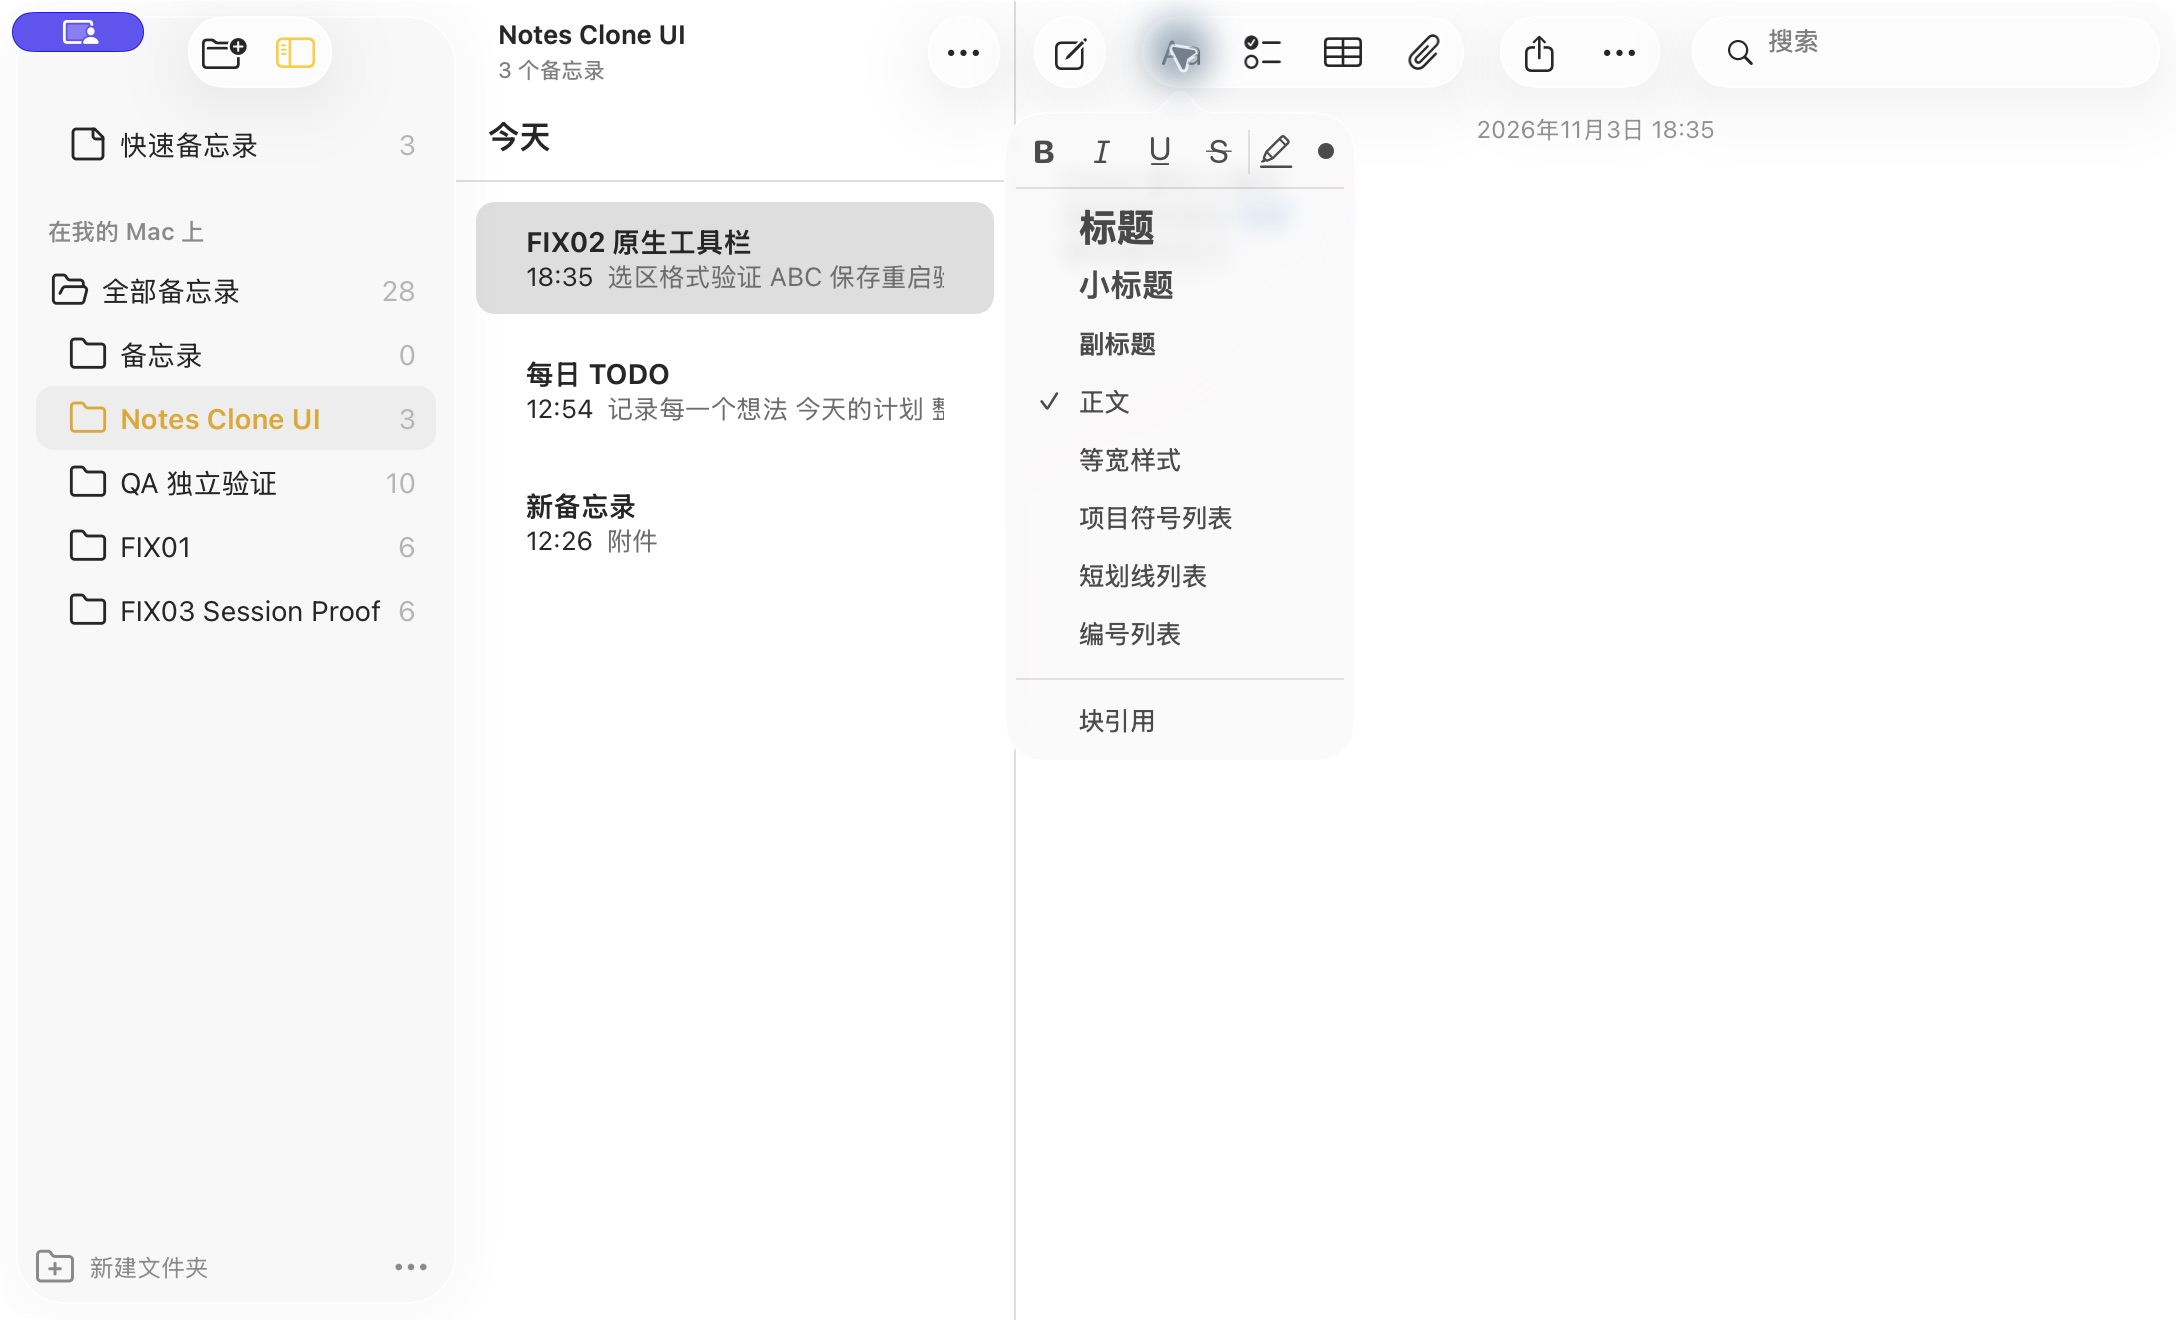 快速备忘录 3
在我的 Mac 上
全部备忘录 28
备忘录 0
Notes Clone UI 3
QA 独立验证 10
FIX01 6
FIX03 Session Proof 6
新建文件夹
Notes Clone UI
3 个备忘录
今天
FIX02 原生工具栏
18:35 选区格式验证 ABC 保存重启
每日 TODO
12:54 记录每一个想法 今天的计划
新备忘录
12:26 附件
搜索
2026年11月3日 18:35
B I U S
标题
小标题
副标题
正文
等宽样式
项目符号列表
短划线列表
编号列表
块引用